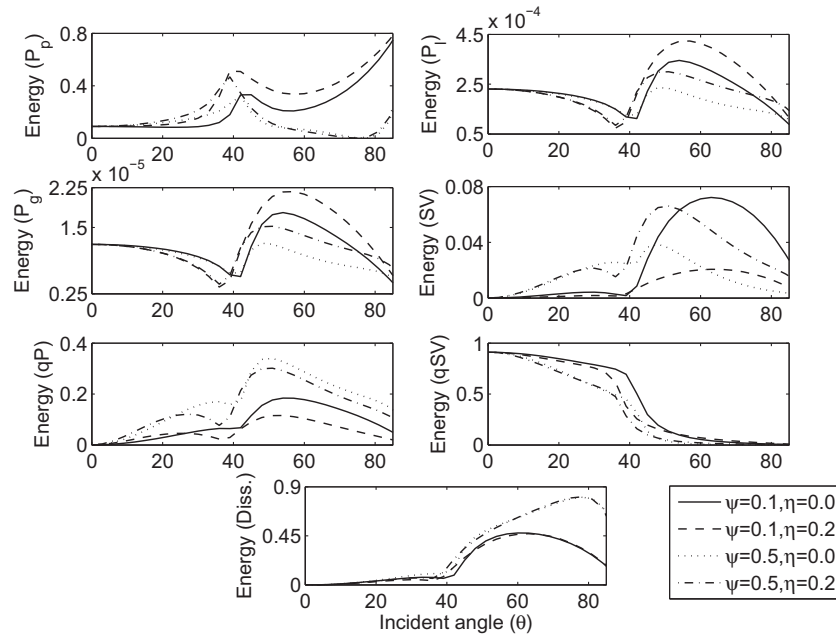 Energy (Pp)
0.8
0.4
0
0 20 40 60 80
x 10⁻⁴
Energy (Pl)
4.5
2.5
0.5
0 20 40 60 80
x 10⁻⁵
Energy (Pg)
2.25
1.5
0.25
0 20 40 60 80
Energy (SV)
0.08
0.04
0
0 20 40 60 80
Energy (qP)
0.4
0.2
0
0 20 40 60 80
Energy (qSV)
1
0.5
0
0 20 40 60 80
Energy (Diss.)
0.9
0.45
0
0 20 40 60 80
Incident angle (θ)
ψ=0.1,η=0.0
ψ=0.1,η=0.2
ψ=0.5,η=0.0
ψ=0.5,η=0.2